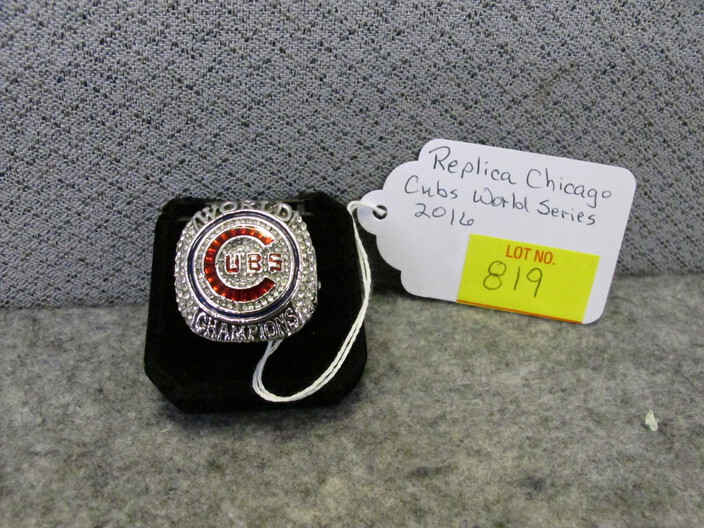 WORLD
CUBS
CHAMPIONS
Replica Chicago
Cubs World Series
2016
LOT NO.
819